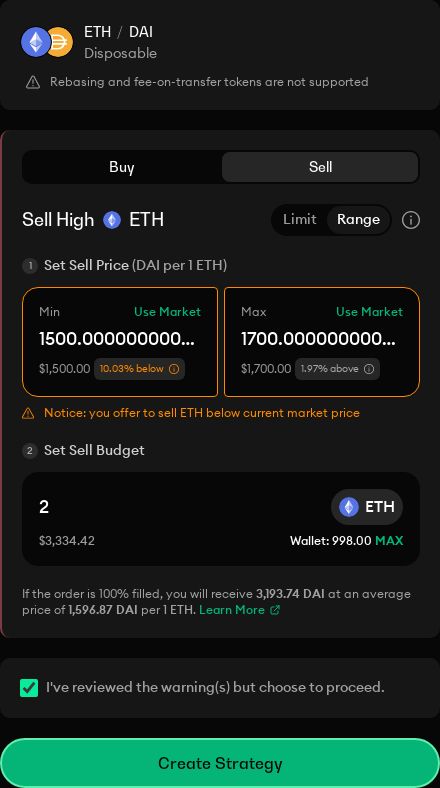 ETH / DAI
Disposable
Rebasing and fee-on-transfer tokens are not supported
Buy
Sell
Sell High ETH
Limit
Range
1 Set Sell Price (DAI per 1 ETH)
Min
Use Market
Max
Use Market
1500.000000000...
1700.000000000...
$1,500.00
10.03% below
$1,700.00
1.97% above
Notice: you offer to sell ETH below current market price
2 Set Sell Budget
2
ETH
$3,334.42
Wallet: 998.00 MAX
If the order is 100% filled, you will receive 3,193.74 DAI at an average
price of 1,596.87 DAI per 1 ETH. Learn More
I've reviewed the warning(s) but choose to proceed.
Create Strategy